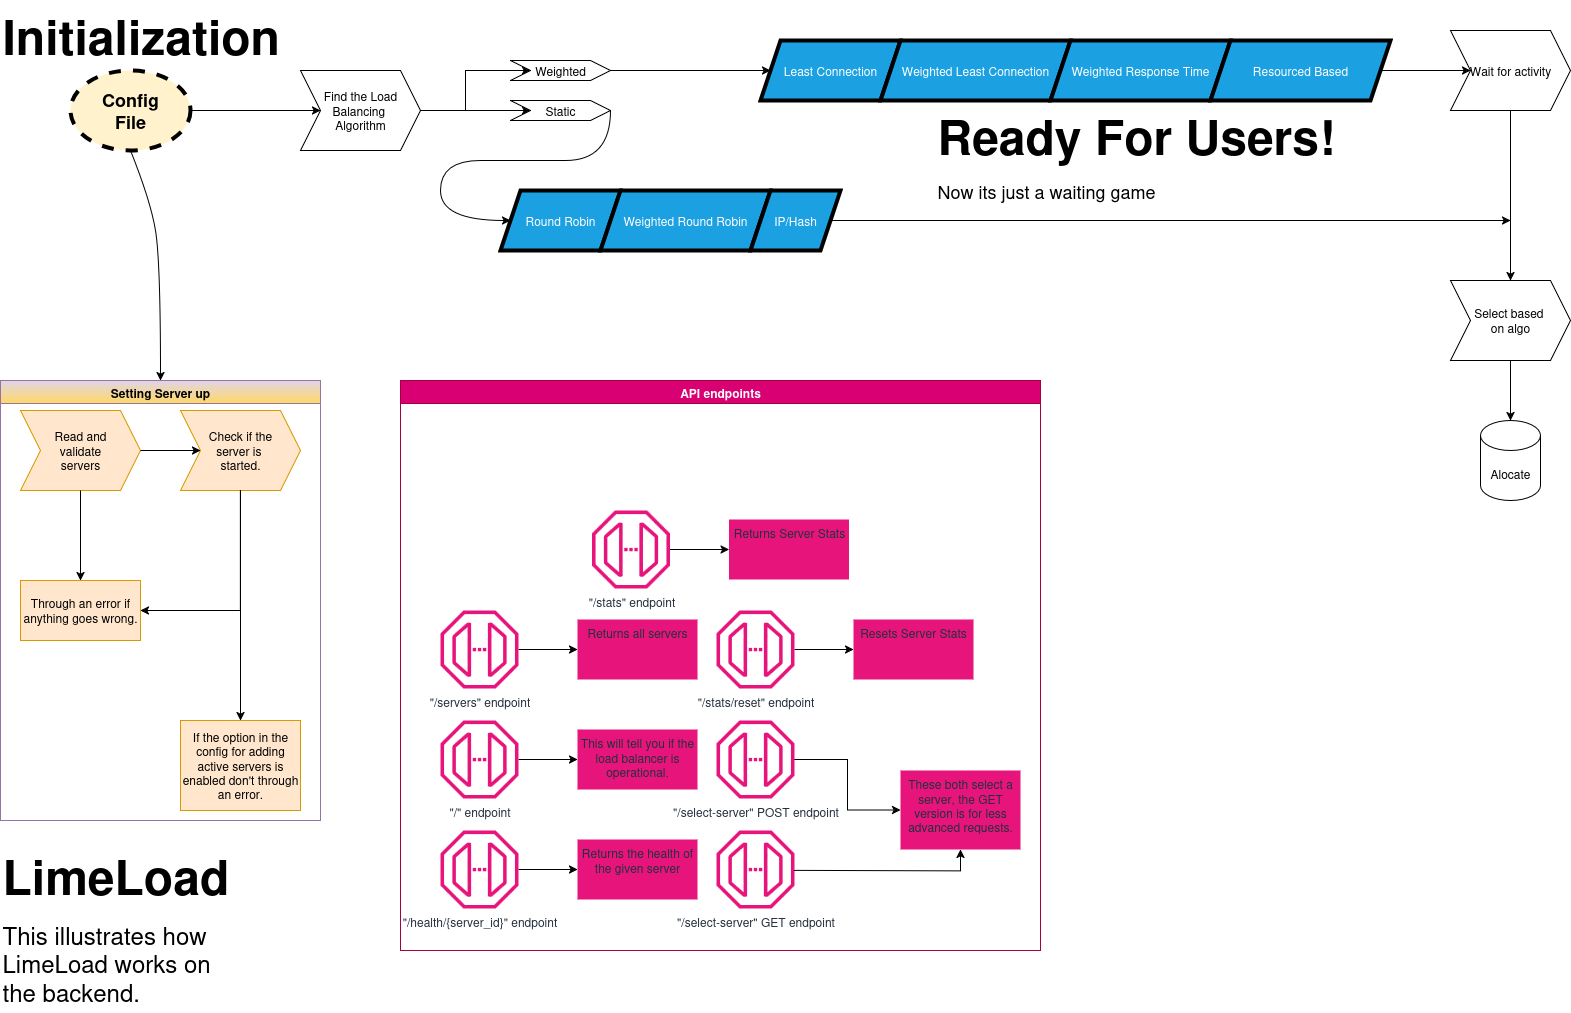 Initialization
Config
File
Find the Load
Balancing
Algorithm
Weighted
Static
Least Connection
Weighted Least Connection
Weighted Response Time
Resourced Based
Wait for activity
Ready For Users!
Now its just a waiting game
Round Robin
Weighted Round Robin
IP/Hash
Select based
on algo
Alocate
Setting Server up
Read and
validate
servers
Check if the
server is
started.
Through an error if
anything goes wrong.
If the option in the
config for adding
active servers is
enabled don't through
an error.
API endpoints
Returns Server Stats
"/stats" endpoint
Returns all servers
"/servers" endpoint
Resets Server Stats
"/stats/reset" endpoint
This will tell you if the
load balancer is
operational.
"/" endpoint
"/select-server" POST endpoint
These both select a
server, the GET
version is for less
advanced requests.
Returns the health of
the given server
"/health/{server_id}" endpoint
"/select-server" GET endpoint
LimeLoad
This illustrates how
LimeLoad works on
the backend.